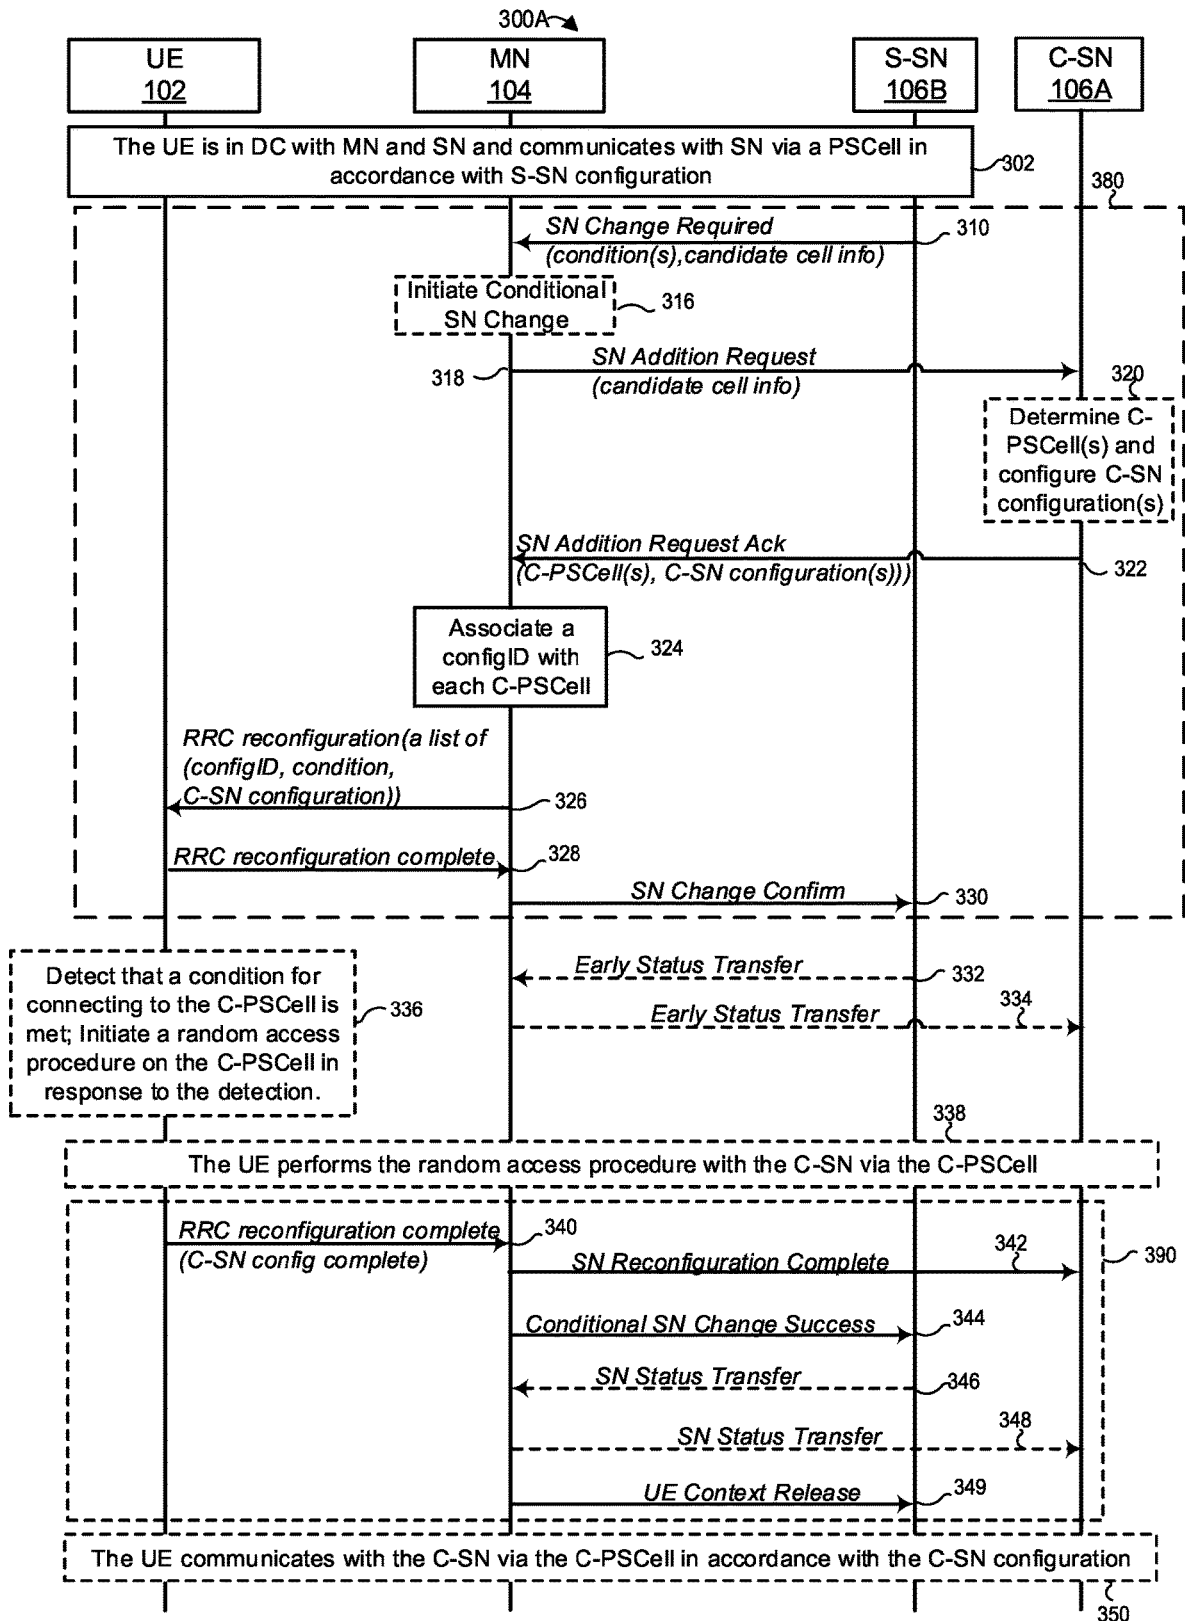 300A
UE
102
MN
104
S-SN
106B
C-SN
106A
The UE is in DC with MN and SN and communicates with SN via a PSCell in
accordance with S-SN configuration
302
380
SN Change Required
(condition(s),candidate cell info)
310
Initiate Conditional
SN Change
316
SN Addition Request
(candidate cell info)
318
320
Determine C-
PSCell(s) and
configure C-SN
configuration(s)
SN Addition Request Ack
(C-PSCell(s), C-SN configuration(s)))
322
Associate a
configID with
each C-PSCell
324
RRC reconfiguration(a list of
(configID, condition,
C-SN configuration))
326
RRC reconfiguration complete
328
SN Change Confirm
330
Early Status Transfer
332
Early Status Transfer
334
Detect that a condition for
connecting to the C-PSCell is
met; Initiate a random access
procedure on the C-PSCell in
response to the detection.
336
338
The UE performs the random access procedure with the C-SN via the C-PSCell
RRC reconfiguration complete
(C-SN config complete)
340
SN Reconfiguration Complete
342
390
Conditional SN Change Success
344
SN Status Transfer
346
SN Status Transfer
348
UE Context Release
349
The UE communicates with the C-SN via the C-PSCell in accordance with the C-SN configuration
350